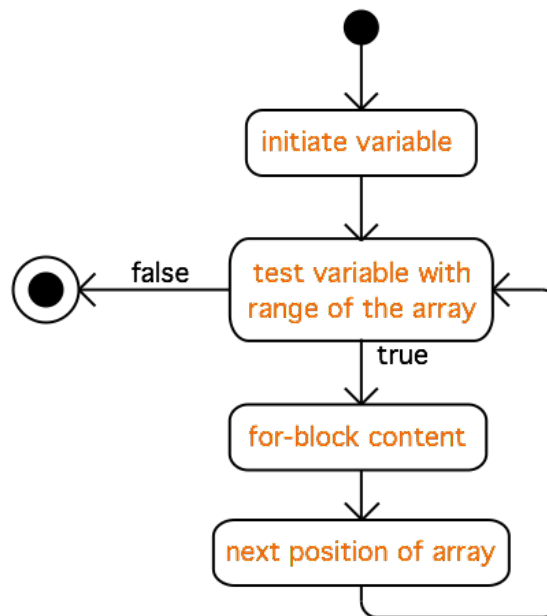 initiate variable
false
test variable with
range of the array
true
for-block content
next position of array